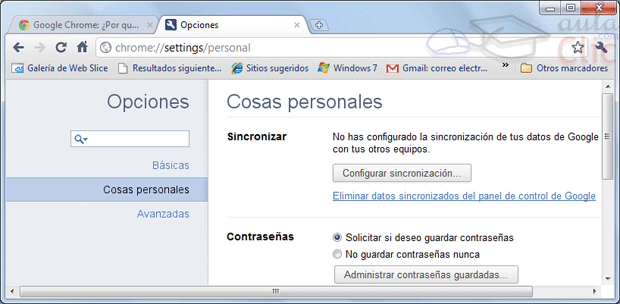 Google Chrome: ¿Por qu...
Opciones
chrome://settings/personal
aula
Clic
.com
Galería de Web Slice
Resultados siguiente...
Sitios sugeridos
Windows 7
Gmail: correo electr...
»
Otros marcadores
Opciones
Básicas
Cosas personales
Avanzadas
Cosas personales
Sincronizar
No has configurado la sincronización de tus datos de Google
con tus otros equipos.
Configurar sincronización...
Eliminar datos sincronizados del panel de control de Google
Contraseñas
Solicitar si deseo guardar contraseñas
No guardar contraseñas nunca
Administrar contraseñas guardadas...